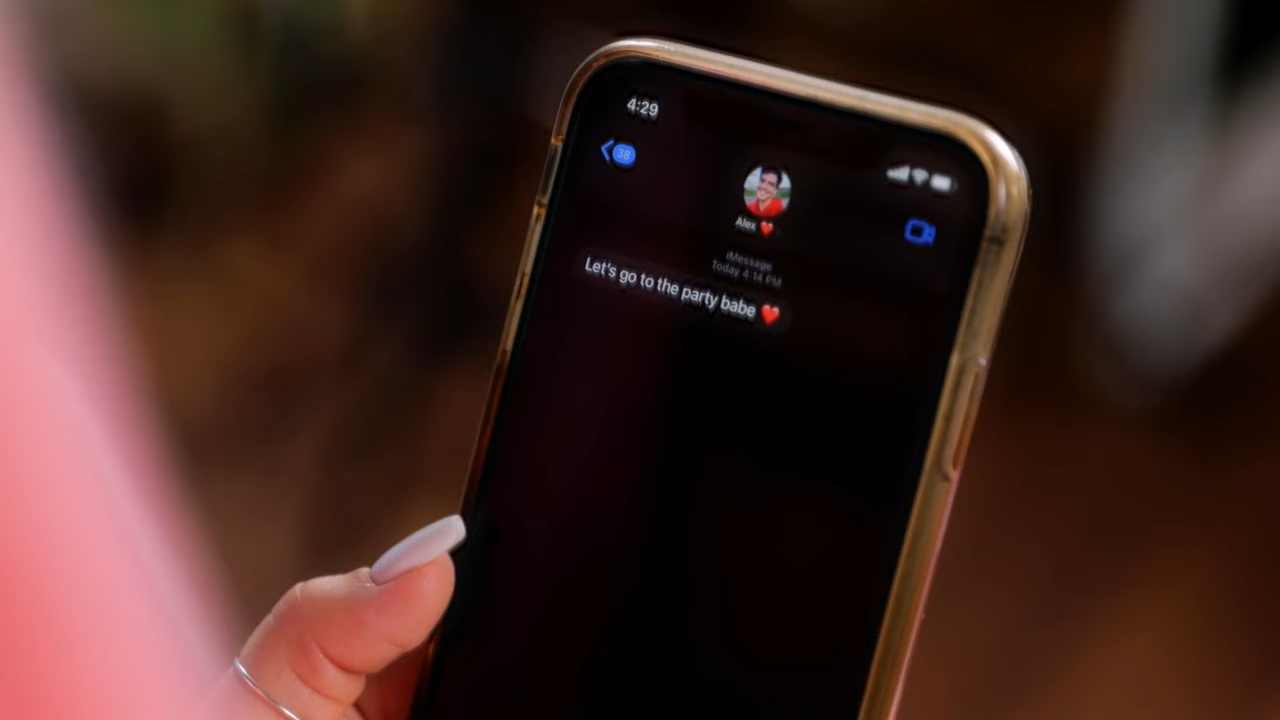 4:29
38
Alex ❤️
iMessage
Today 4:14 PM
Let's go to the party babe ❤️